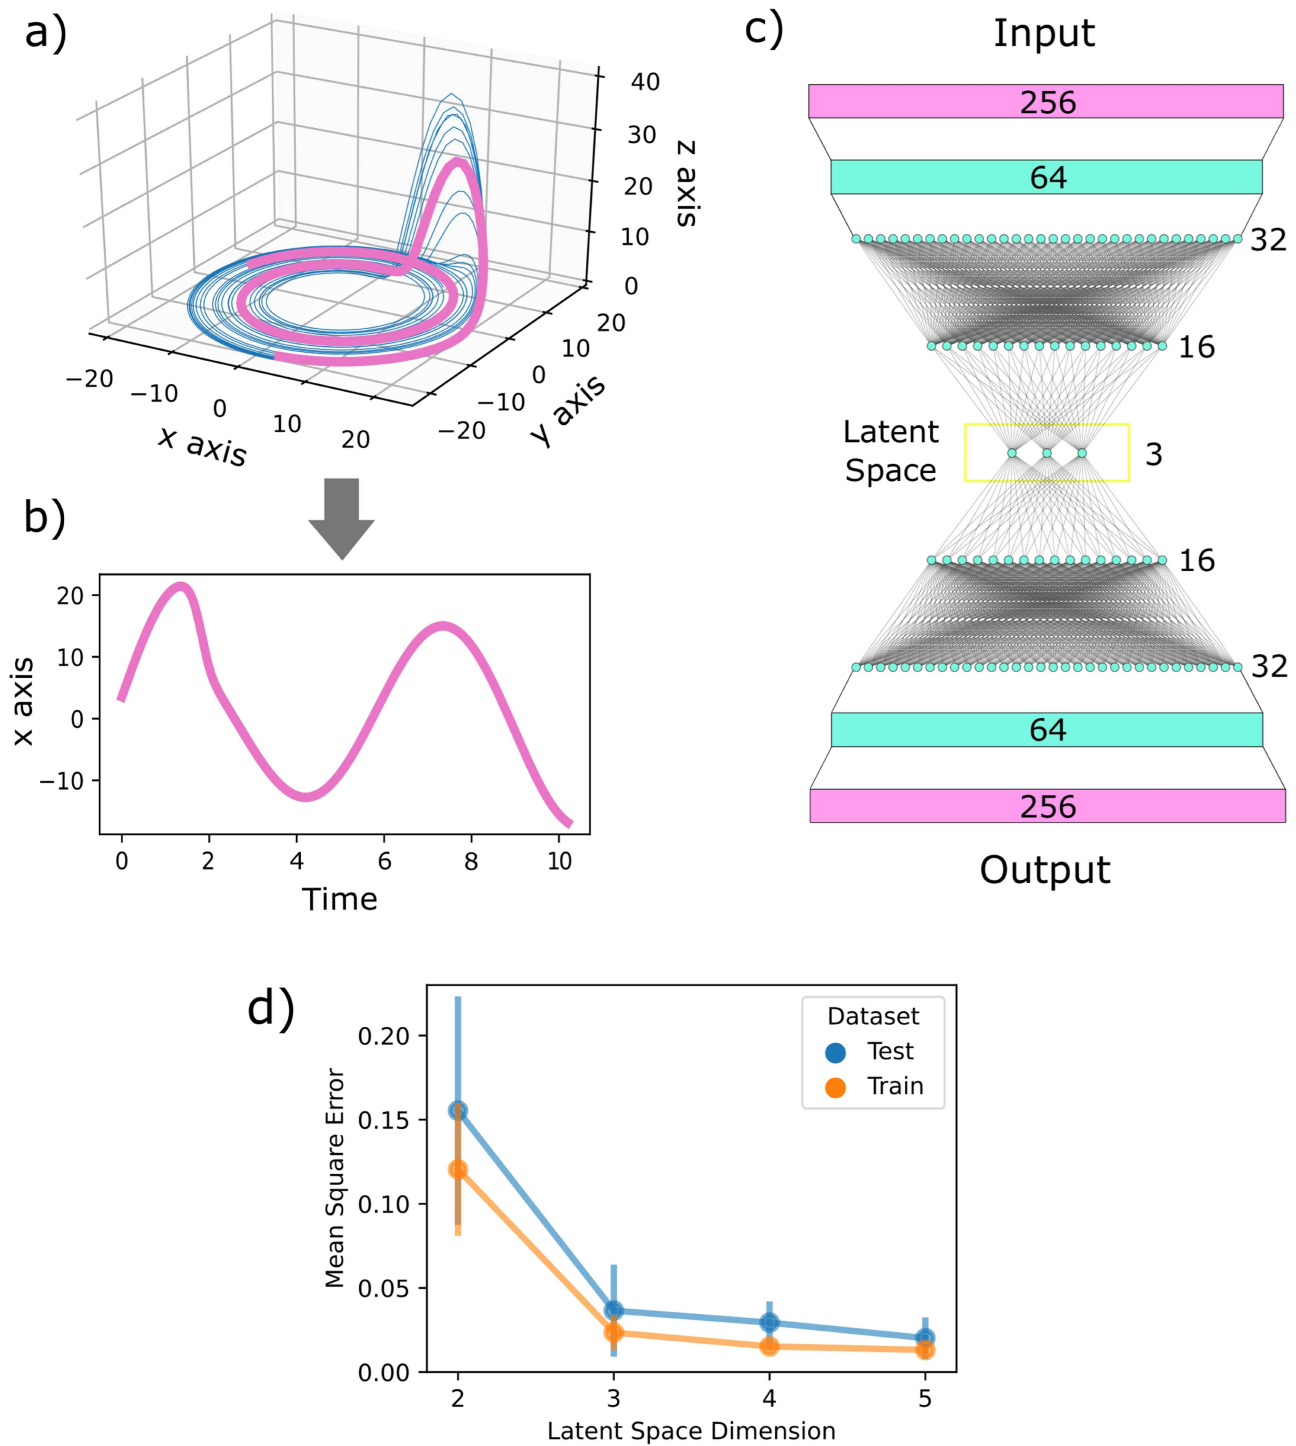 a)
40
30
20
10
0
z axis
20
10
0
−10
−20
y axis
−20
−10
0
10
20
x axis
b)
20
10
0
−10
x axis
0
2
4
6
8
10
Time
c)
Input
256
64
32
16
Latent
Space
3
16
32
64
256
Output
d)
0.20
0.15
0.10
0.05
0.00
Mean Square Error
Dataset
Test
Train
2
3
4
5
Latent Space Dimension